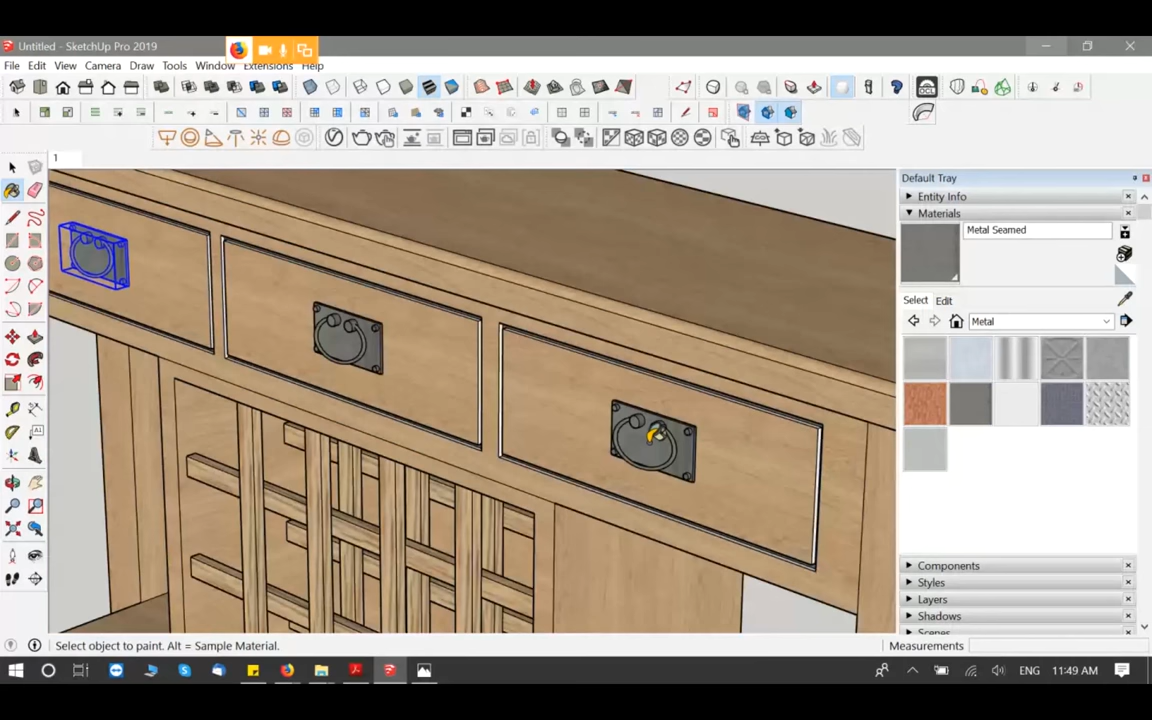 Untitled - SketchUp Pro 2019
File Edit View Camera Draw Tools Window Extensions Help
1
Default Tray
Entity Info
Materials
Metal Seamed
Select Edit
Metal
Components
Styles
Layers
Shadows
Scenes
A1
Select object to paint. Alt = Sample Material.
Measurements
ENG 11:49 AM